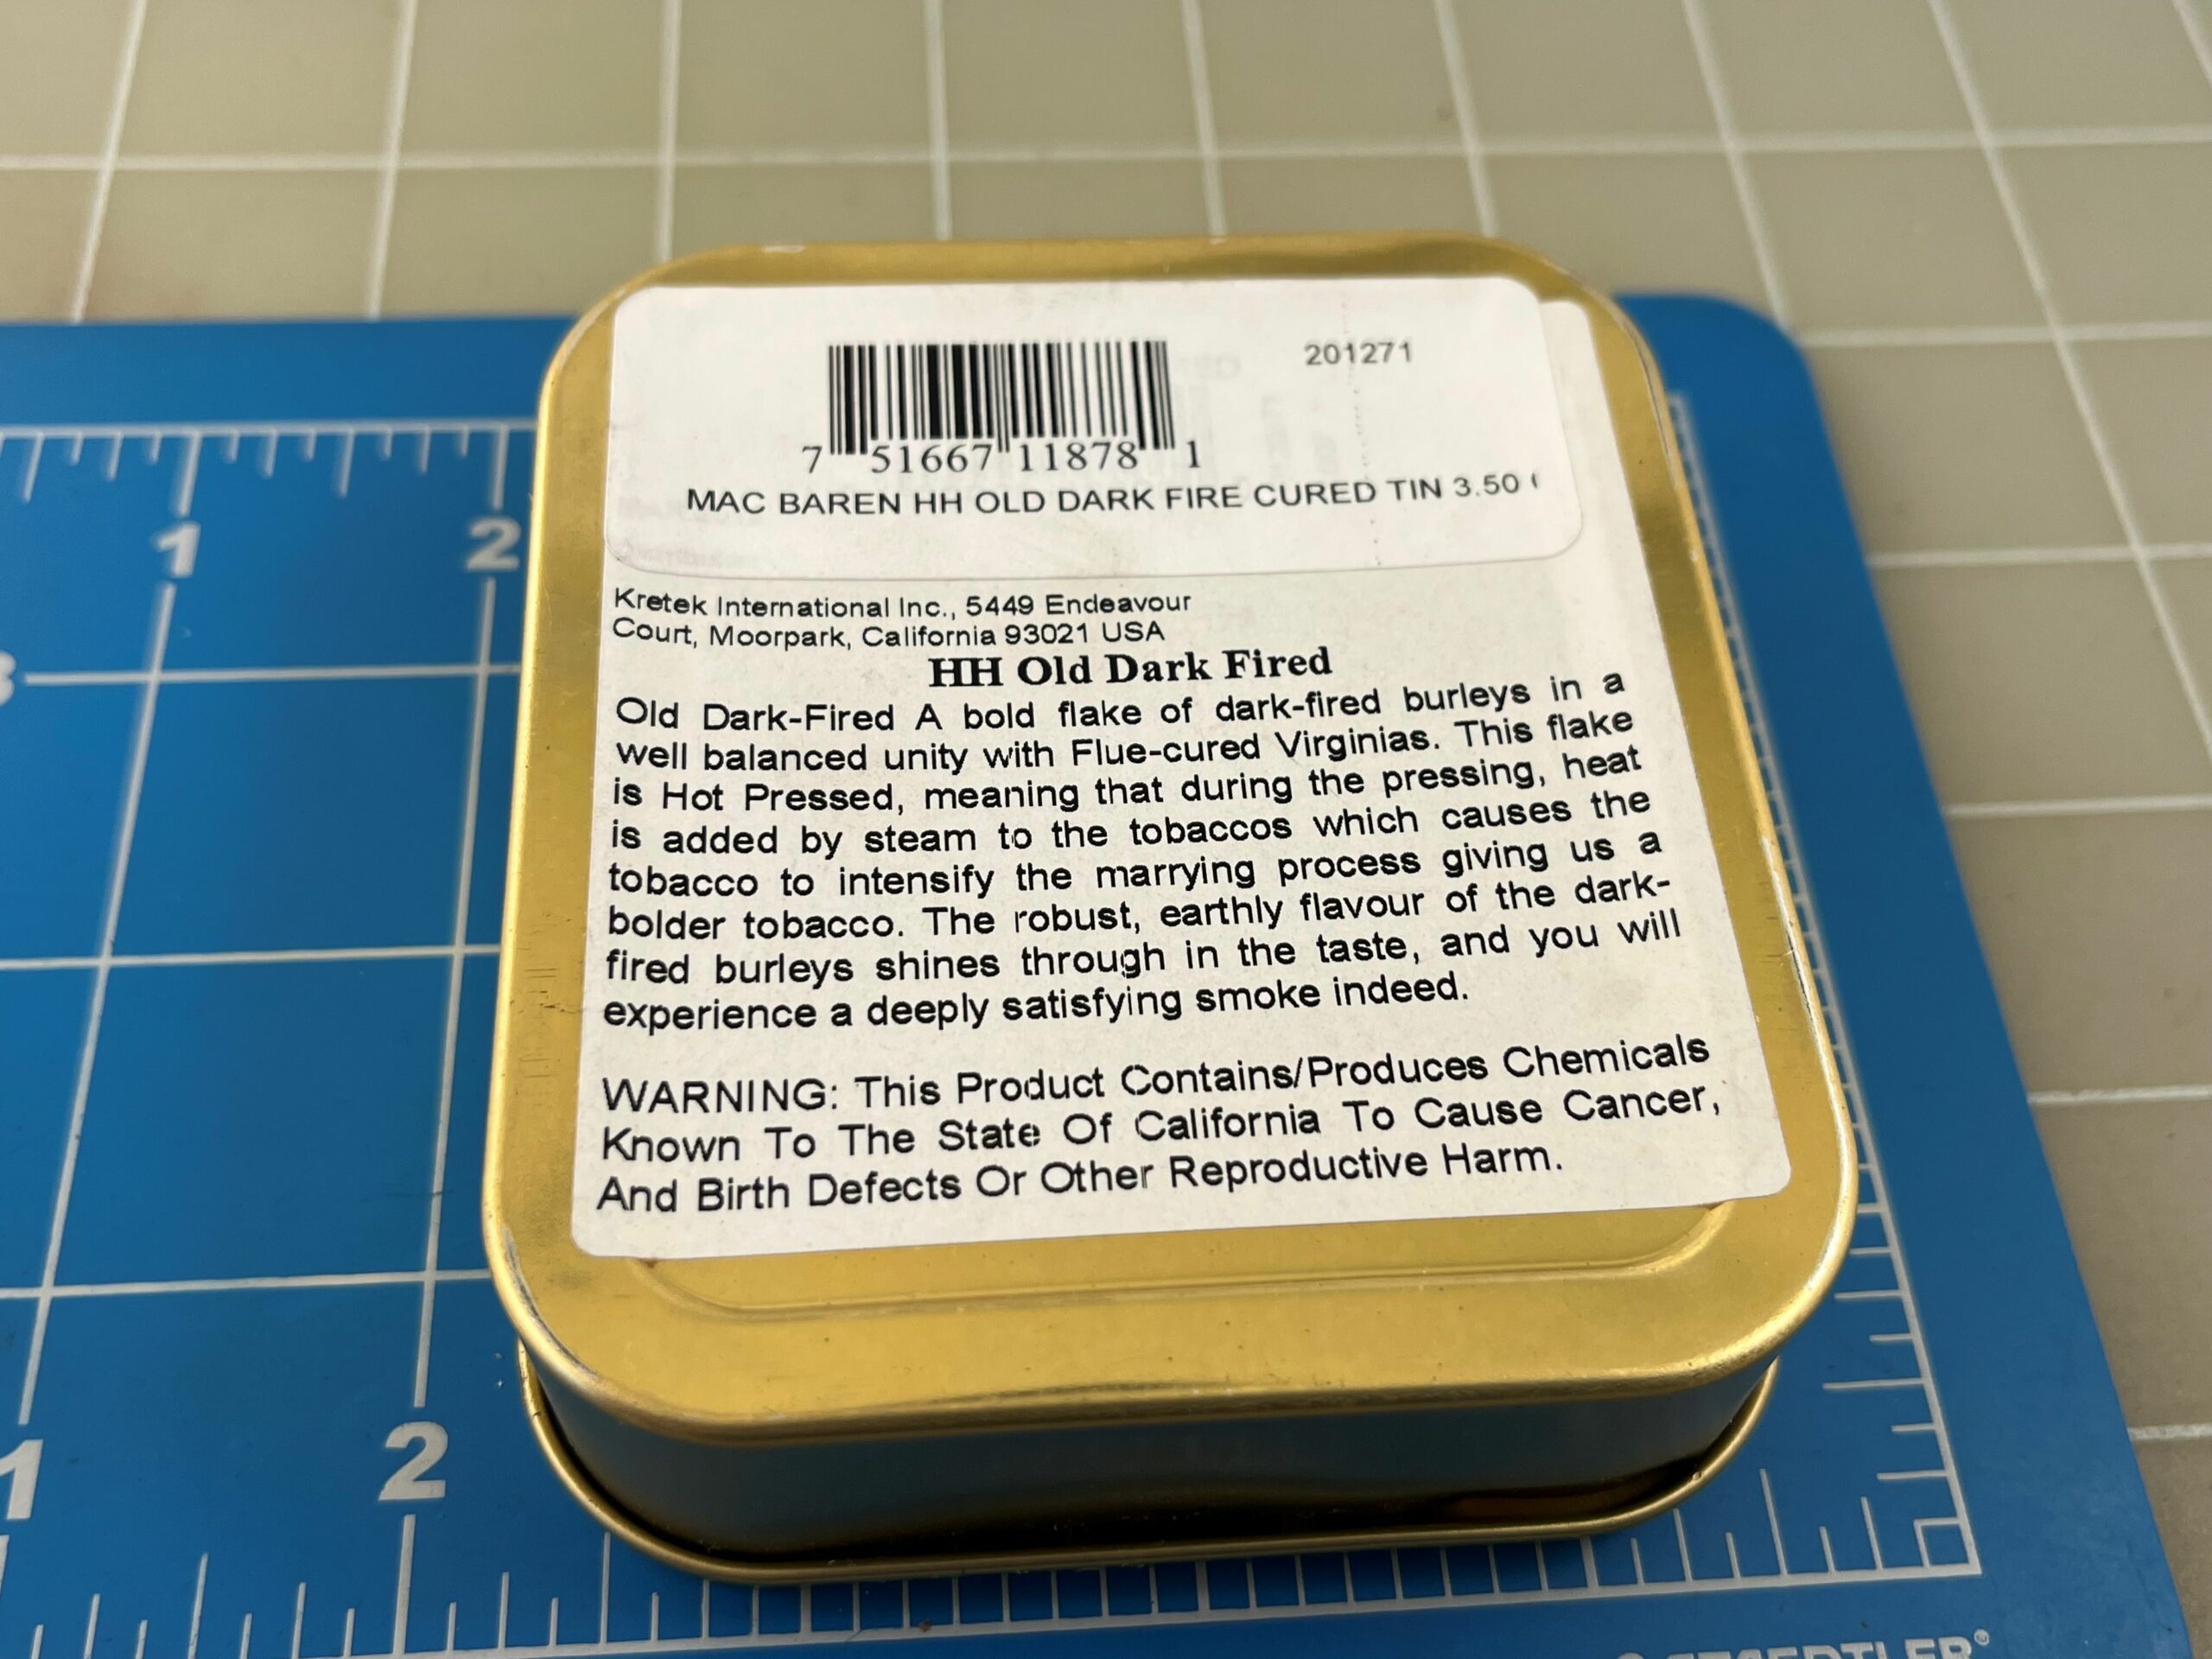 201271
7 51667 11878 1
MAC BAREN HH OLD DARK FIRE CURED TIN 3.50
Kretek International Inc., 5449 Endeavour
Court, Moorpark, California 93021 USA
HH Old Dark Fired
Old Dark-Fired A bold flake of dark-fired burleys in a
well balanced unity with Flue-cured Virginias. This flake
is Hot Pressed, meaning that during the pressing, heat
is added by steam to the tobaccos which causes the
tobacco to intensify the marrying process giving us a
bolder tobacco. The robust, earthly flavour of the dark-
fired burleys shines through in the taste, and you will
experience a deeply satisfying smoke indeed.
WARNING: This Product Contains/Produces Chemicals
Known To The State Of California To Cause Cancer,
And Birth Defects Or Other Reproductive Harm.
1 2
1 2